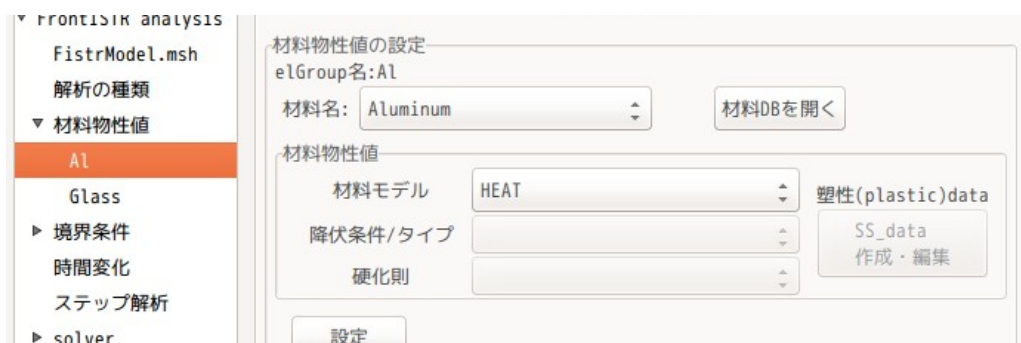 FrontISTR analysis
FistrModel.msh
解析の種類
材料物性値
Al
Glass
境界条件
時間変化
ステップ解析
solver
材料物性値の設定
elGroup名:Al
材料名: Aluminum 材料DBを開く
材料物性値
材料モデル HEAT 塑性(plastic)data
降伏条件/タイプ SS_data
作成・編集
硬化則
設定